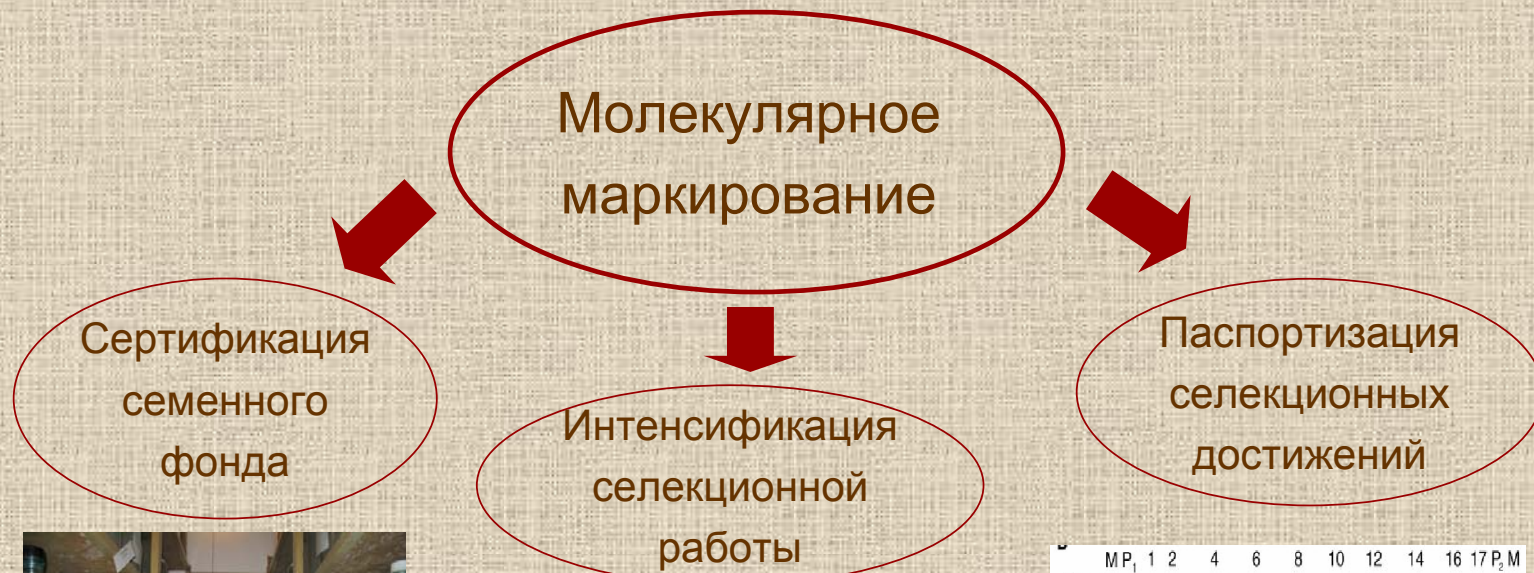 Молекулярное
маркирование
Сертификация
семенного
фонда
Интенсификация
селекционной
работы
Паспортизация
селекционных
достижений
M P₁ 1 2 4 6 8 10 12 14 16 17 P₂ M